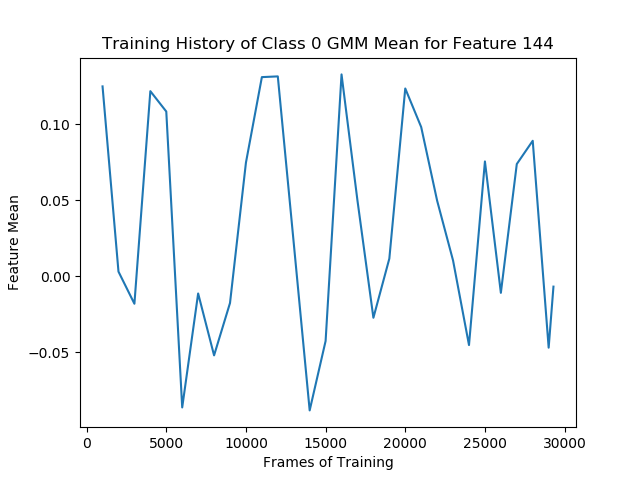 Training History of Class 0 GMM Mean for Feature 144
Feature Mean
0.10
0.05
0.00
−0.05
0 5000 10000 15000 20000 25000 30000
Frames of Training